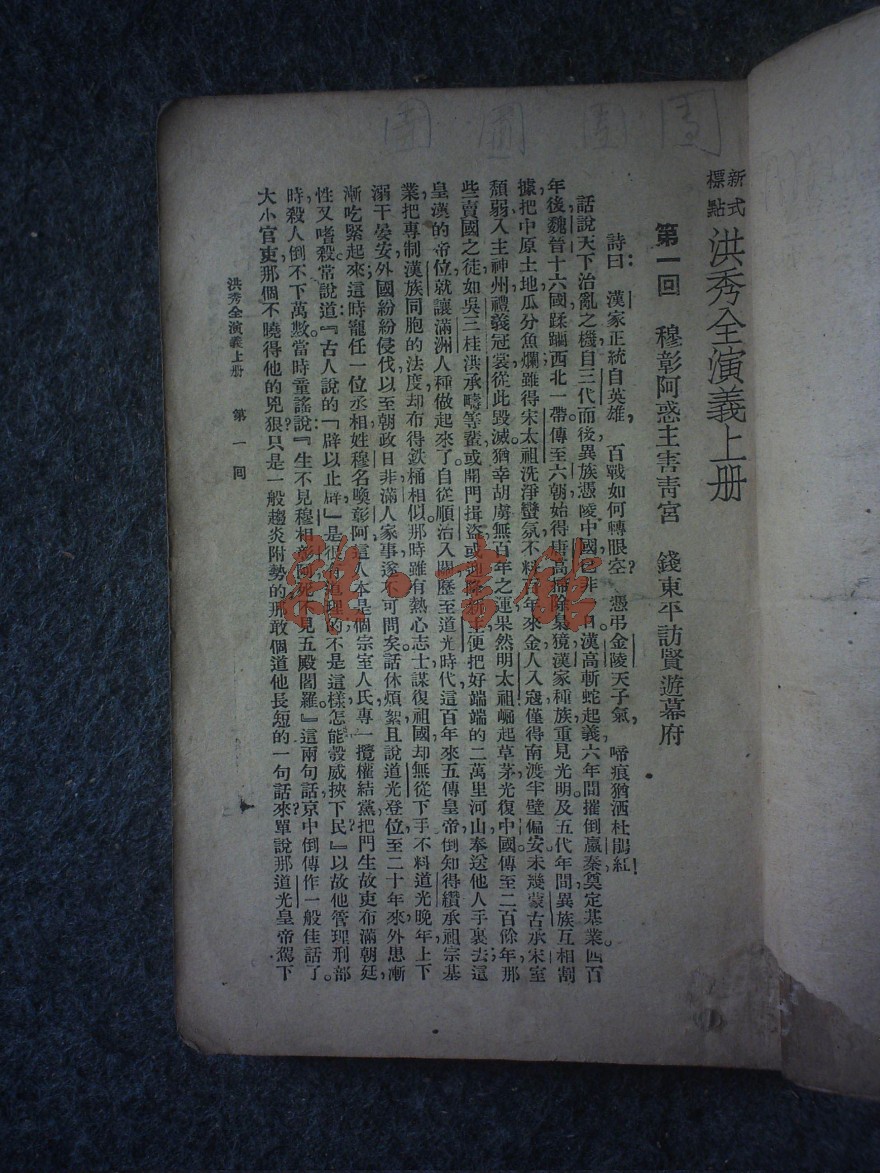 新式標點 洪秀全演義上册
第一回　穆彰阿惑主害青宮　錢東平訪賢遊幕府
詩曰：漢家正統自英雄，百戰如何轉眼空？憑弔金陵天子氣，啼痕猶洒杜鵑紅！
話說天下治亂之機，自三代而後，異族憑陵，中國已非一日。漢高斬蛇起義，六年間摧倒嬴秦，奠定基業。四百
年後，魏晉十六國，蹂躪西北一帶，傳至六朝，始得唐高掃除梟獍，漢家種族重見光明。及五代年間，異族互相割
據，把中原土地瓜分魚爛，雖得宋太祖洗淨蠻氛，不料百年來金人入寇，僅得南渡半壁偏安。未幾蒙古承宋室
頹弱，入主神州，禮義冠裳，從此毀滅。猶幸胡虜無百年之運，果然明太祖崛起草茅，光復中國，傳至二百餘年，那
些賣國之徒，如吳三桂洪承疇等輩，或開門揖盜，或迎降新主，便把好端端的二萬里河山，奉送他人手裏去；這
皇漢的帝位，就讓滿洲人種做起來了。自從順治入關，歷至道光時代，這百年來，五傳皇帝，倒知得纘承祖宗基
業，把專制漢族同胞的法度，却布得鉄桶相似。那時雖有熱心志士，謀復祖國，却無從下手。不料道光晚年，上下
溺于晏安，外國紛紛侵伐，以至朝政日非，滿人家事，遂不可問矣。話休煩絮，且說道光登位，至二十年來，外患漸
漸吃緊起來；這時寵任一位丞相，姓穆名喚彰阿，這人本是個宗室人氏，專一攬權結黨，把門生故吏，布滿朝廷，
性又嗜殺，常說道：『古人說的「辟以止辟」是很有道理的，不是這樣，怎能彀威挾下民？』以故他管理刑部
時，殺人倒不下萬數。當時童謠說：『生不見穆相彰阿，死不見五殿閻羅。』這兩句話，京中倒傳作一般佳話了。
大小官吏，那個不曉得他的兇狠？只是一般趨炎附勢的，那敢個道他長短的一句話來？單說那道光皇帝駕下
洪秀全演義上册　第一回